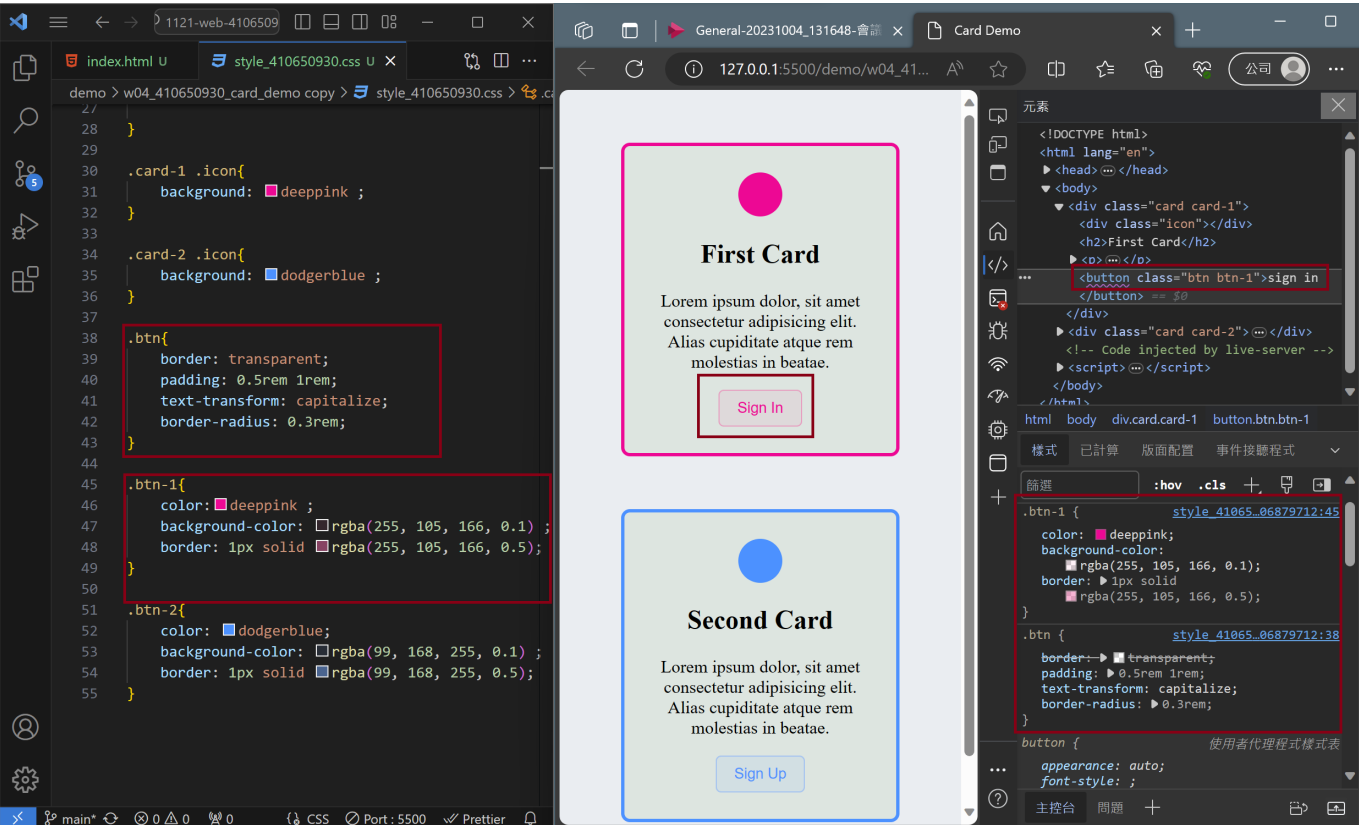 1121-web-4106509
index.html U
style_410650930.css U
demo > w04_410650930_card_demo copy > style_410650930.css > .ca
27
28 }
29
30 .card-1 .icon{
31 background: deeppink ;
32 }
33
34 .card-2 .icon{
35 background: dodgerblue ;
36 }
37
38 .btn{
39 border: transparent;
40 padding: 0.5rem 1rem;
41 text-transform: capitalize;
42 border-radius: 0.3rem;
43 }
44
45 .btn-1{
46 color: deeppink ;
47 background-color: rgba(255, 105, 166, 0.1) ;
48 border: 1px solid rgba(255, 105, 166, 0.5);
49 }
50
51 .btn-2{
52 color: dodgerblue;
53 background-color: rgba(99, 168, 255, 0.1) ;
54 border: 1px solid rgba(99, 168, 255, 0.5);
55 }
5
main* 0 0 0 CSS Port : 5500 Prettier
General-20231004_131648-會議
Card Demo
127.0.0.1:5500/demo/w04_41...
公司
First Card
Lorem ipsum dolor, sit amet
consectetur adipisicing elit.
Alias cupiditate atque rem
molestias in beatae.
Sign In
Second Card
Lorem ipsum dolor, sit amet
consectetur adipisicing elit.
Alias cupiditate atque rem
molestias in beatae.
Sign Up
元素
<!DOCTYPE html>
<html lang="en">
<head> ••• </head>
<body>
<div class="card card-1">
<div class="icon"></div>
<h2>First Card</h2>
<p> ••• </p>
<button class="btn btn-1">sign in
</button> == $0
</div>
<div class="card card-2"> ••• </div>
<!-- Code injected by live-server -->
<script> ••• </script>
</body>
</html>
html body div.card.card-1 button.btn.btn-1
樣式 已計算 版面配置 事件接聽程式
篩選 :hov .cls
.btn-1 { style_41065…06879712:45
color: deeppink;
background-color:
rgba(255, 105, 166, 0.1);
border: 1px solid
rgba(255, 105, 166, 0.5);
}
.btn { style_41065…06879712:38
border: transparent;
padding: 0.5rem 1rem;
text-transform: capitalize;
border-radius: 0.3rem;
}
button { 使用者代理程式樣式表
appearance: auto;
font-style: ;
主控台 問題